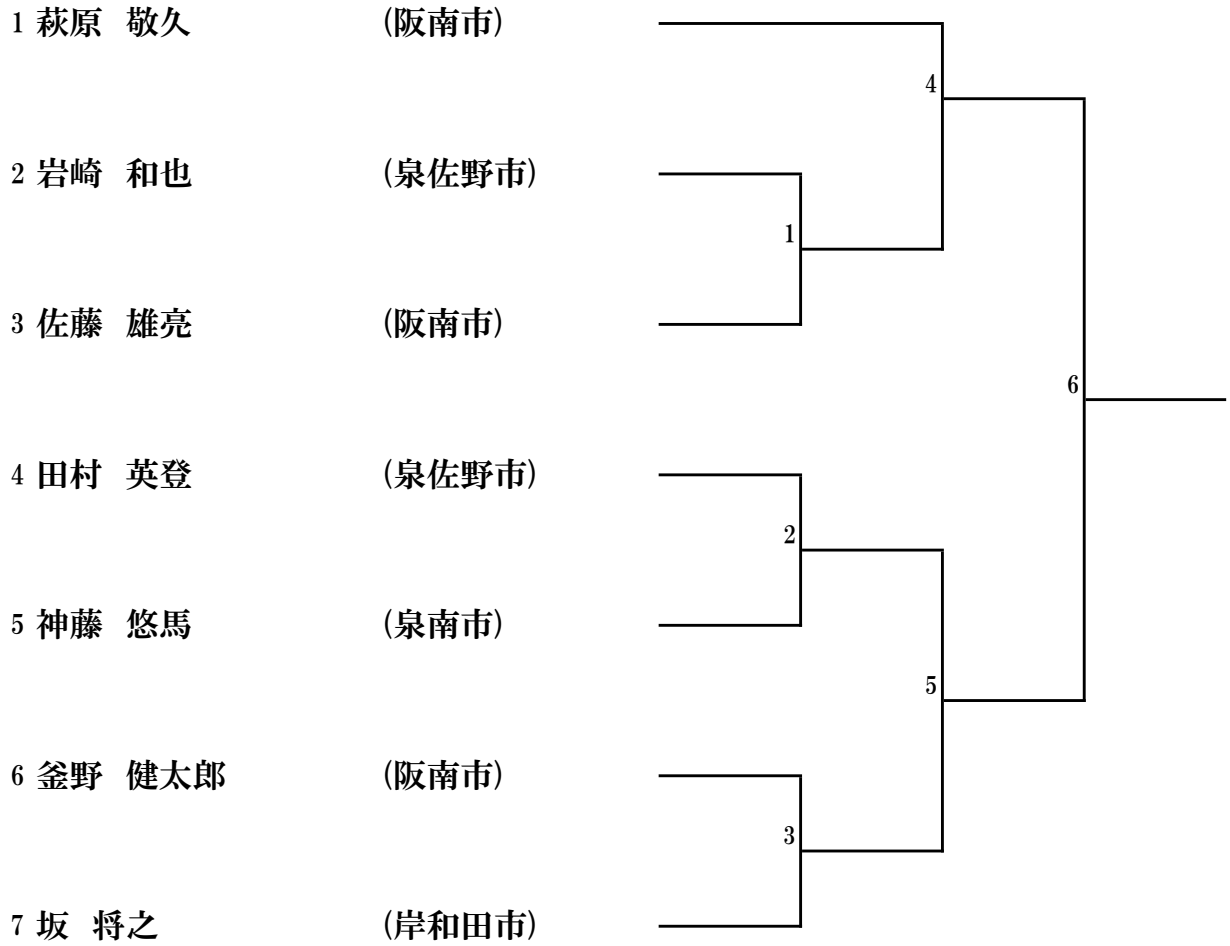 1 萩原 敬久 (阪南市)
4
2 岩崎 和也 (泉佐野市)
1
3 佐藤 雄亮 (阪南市)
6
4 田村 英登 (泉佐野市)
2
5 神藤 悠馬 (泉南市)
5
6 釜野 健太郎 (阪南市)
3
7 坂 将之 (岸和田市)